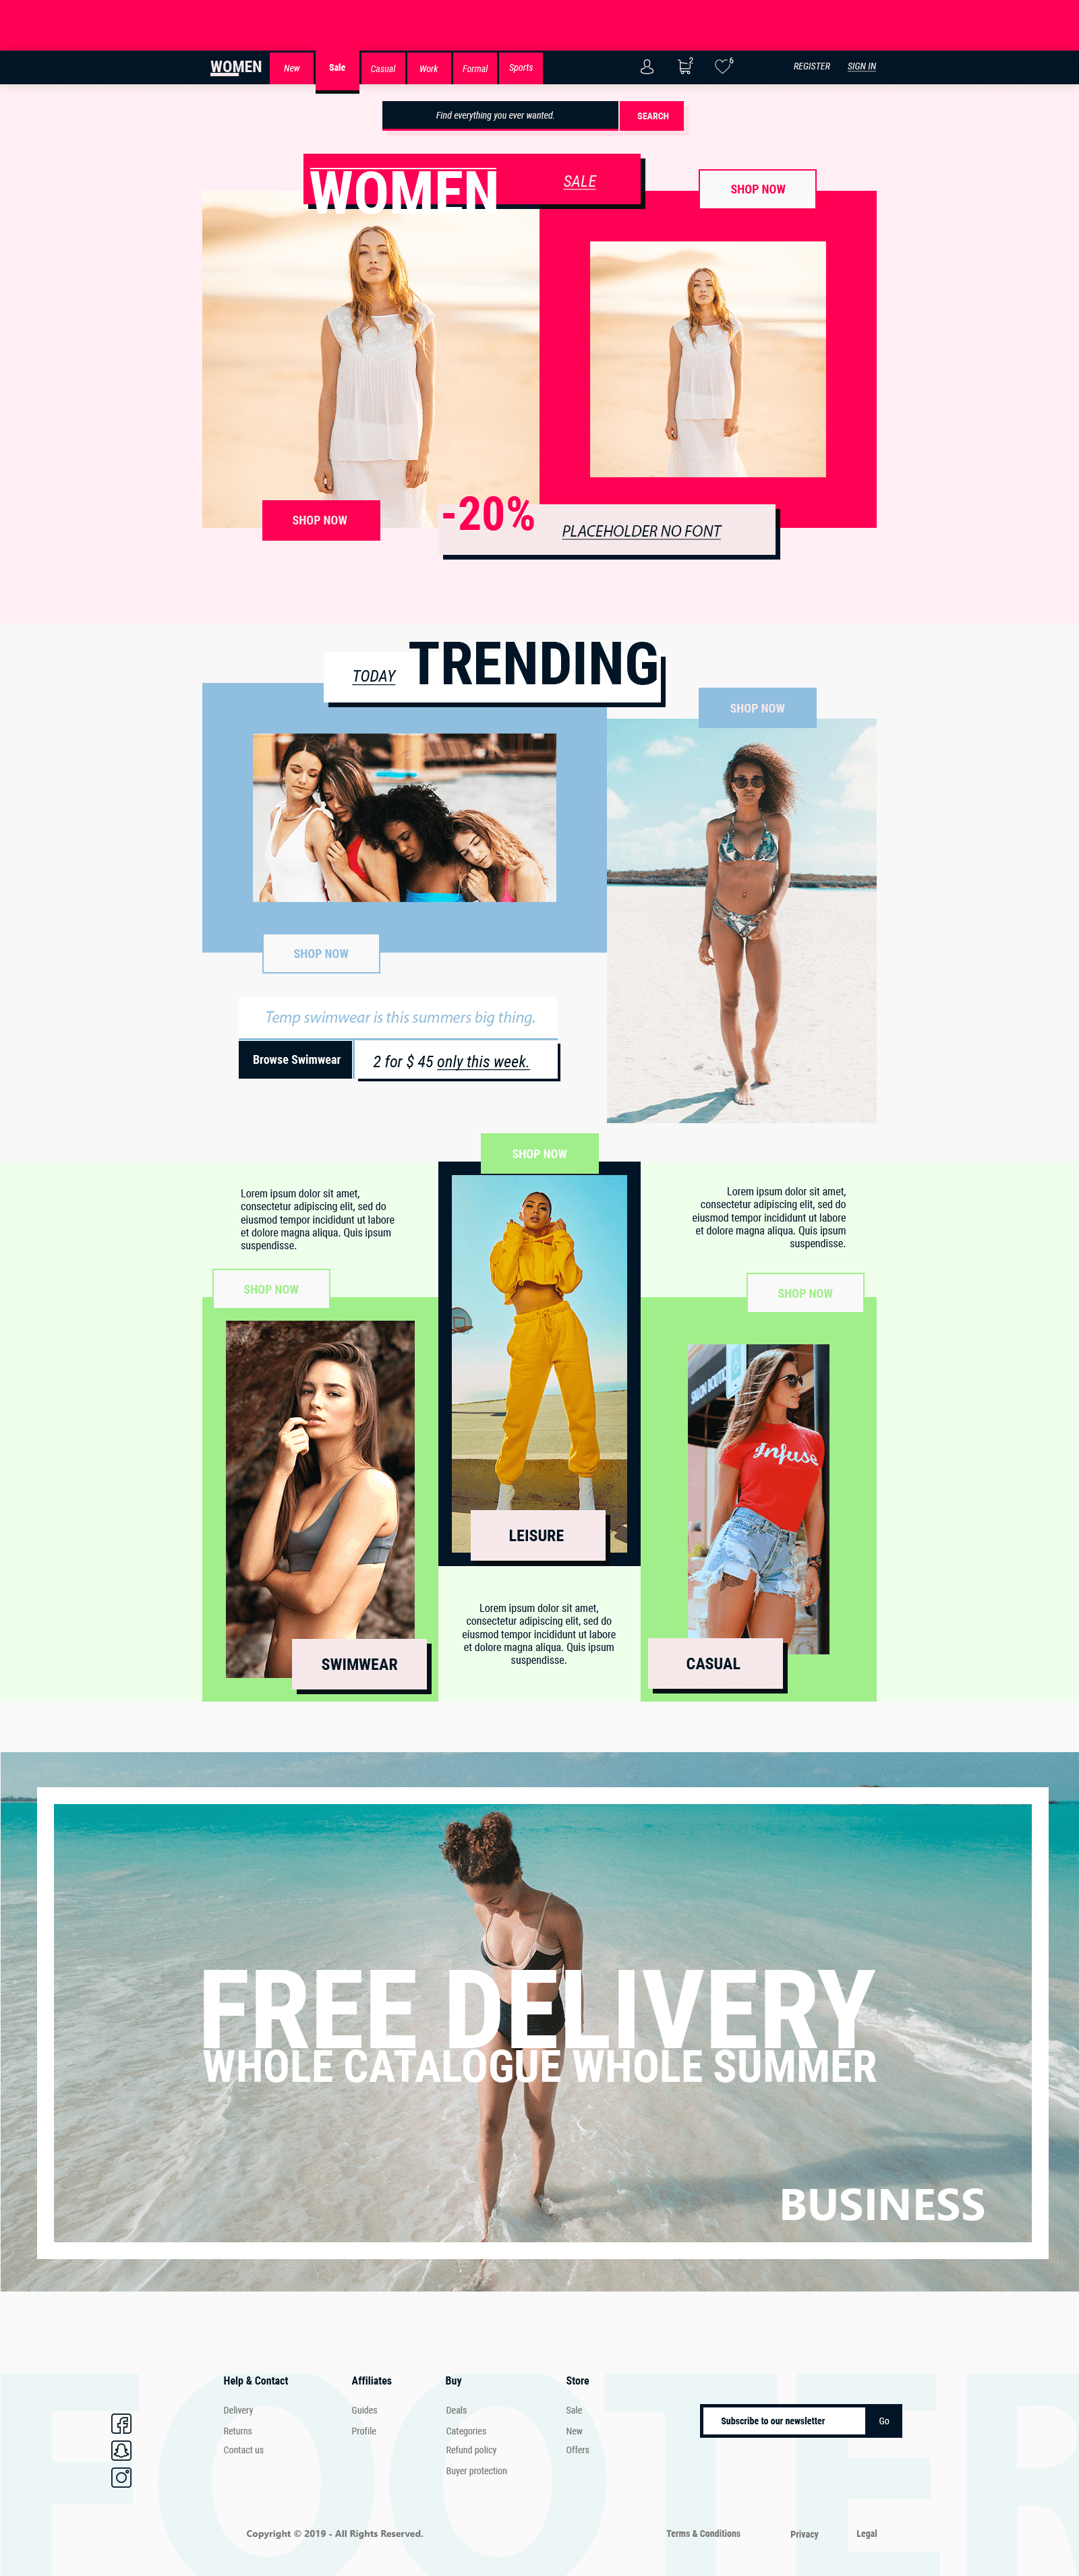 WOMEN New Sale Casual Work Formal Sports 2 6 REGISTER SIGN IN
Find everything you ever wanted. SEARCH
WOMEN SALE
SHOP NOW
SHOP NOW
-20% PLACEHOLDER NO FONT
TODAY TRENDING
SHOP NOW
SHOP NOW
Temp swimwear is this summers big thing.
Browse Swimwear 2 for $ 45 only this week.
SHOP NOW
Lorem ipsum dolor sit amet,
consectetur adipiscing elit, sed do
eiusmod tempor incididunt ut labore
et dolore magna aliqua. Quis ipsum
suspendisse.
Lorem ipsum dolor sit amet,
consectetur adipiscing elit, sed do
eiusmod tempor incididunt ut labore
et dolore magna aliqua. Quis ipsum
suspendisse.
SHOP NOW
SHOP NOW
SALON BOUTI
Infuse
LEISURE
Lorem ipsum dolor sit amet,
consectetur adipiscing elit, sed do
eiusmod tempor incididunt ut labore
et dolore magna aliqua. Quis ipsum
suspendisse.
SWIMWEAR
CASUAL
FREE DELIVERY
WHOLE CATALOGUE WHOLE SUMMER
BUSINESS
FOOTER
Help & Contact
Delivery
Returns
Contact us
Affiliates
Guides
Profile
Buy
Deals
Categories
Refund policy
Buyer protection
Store
Sale
New
Offers
Subscribe to our newsletter Go
Copyright © 2019 - All Rights Reserved.
Terms & Conditions Privacy Legal